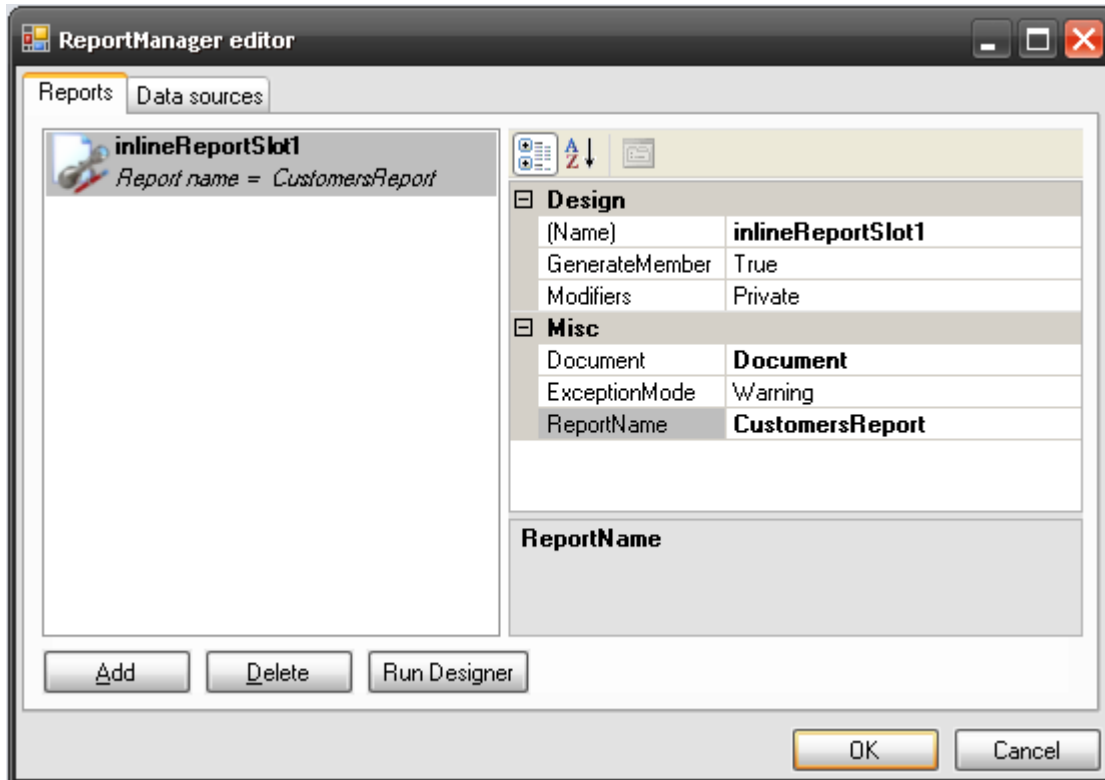 ReportManager editor
Reports Data sources
inlineReportSlot1
Report name = CustomersReport
A
Z
Design
(Name) inlineReportSlot1
GenerateMember True
Modifiers Private
Misc
Document Document
ExceptionMode Warning
ReportName CustomersReport
ReportName
Add Delete Run Designer
OK Cancel